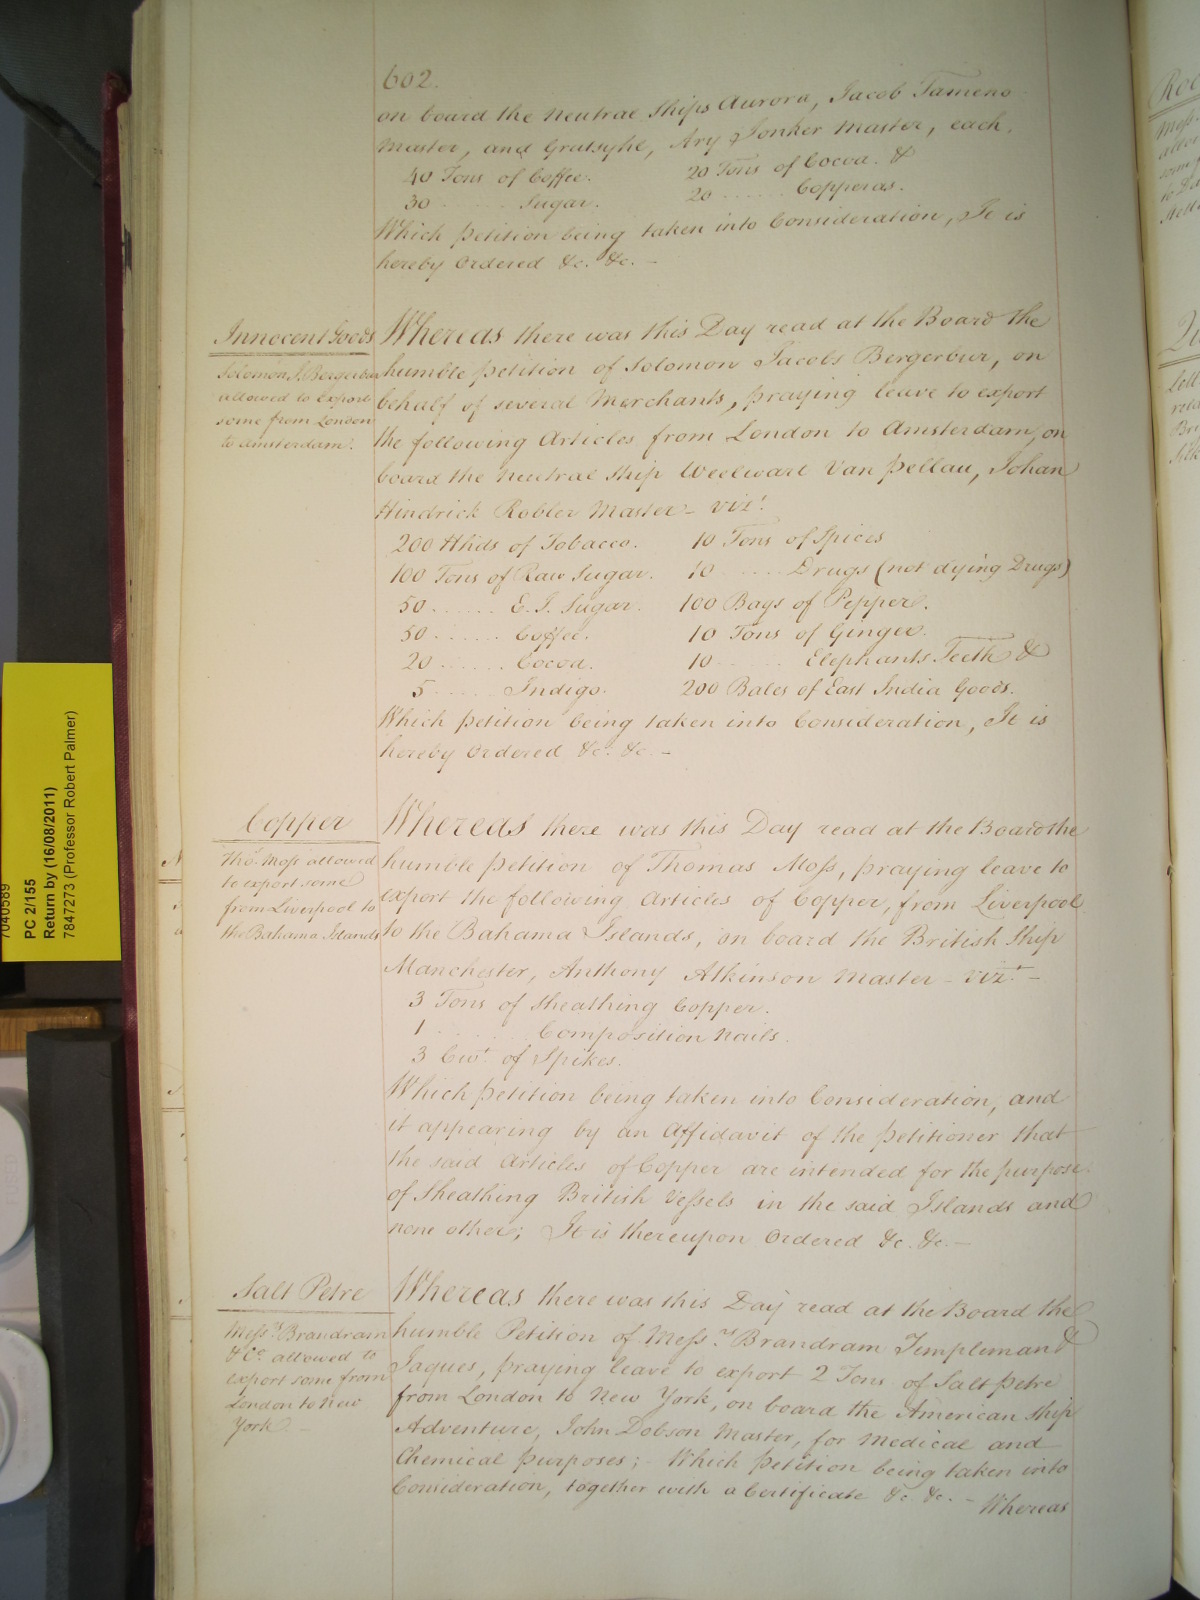 602.
on board the Neutral Ships Aurora, Jacob Tameno
Master, and Grutsyhl, Ary Jonker Master, each,
40 Tons of Coffee. 20 Tons of Cocoa. &
30 ..... Sugar. 20 ..... Copperas.
Which Petition being taken into Consideration, It is
hereby Ordered &c. &c. –
Innocent Goods
Solomon J. Bergerbur
allowed to Export
some from London
to Amsterdam.
Whereas there was this Day read at the Board the
humble Petition of Solomon Jacobs Bergerbur, on
behalf of several Merchants, praying leave to export
the following Articles from London to Amsterdam, on
board the Neutral Ship Weelwart Van Pellau, Johan
Hindrick Robler Master – vizt.
200 Hhds of Tobacco. 10 Tons of Spices
100 Tons of Raw Sugar. 10 ..... Drugs (not dying Drugs)
50 ..... E. I. Sugar. 100 Bags of Pepper.
50 ..... Coffee. 10 Tons of Ginger.
20 ..... Cocoa. 10 ..... Elephants Teeth &
5 ..... Indigo. 200 Bales of East India Goods.
Which Petition being taken into Consideration, It is
hereby Ordered &c. &c. –
Copper
Thos. Moss allowed
to export some
from Liverpool to
the Bahama Islands
Whereas there was this Day read at the Board the
humble Petition of Thomas Moss, praying leave to
export the following Articles of Copper, from Liverpool
to the Bahama Islands, on board the British Ship
Manchester, Anthony Atkinson Master – vizt. –
3 Tons of Sheathing Copper.
1 ..... Composition Nails.
3 Cwt. of Spikes.
Which Petition being taken into Consideration, and
it appearing by an Affidavit of the Petitioner that
the said Articles of Copper are intended for the purpose
of Sheathing British Vessels in the said Islands and
none other; It is thereupon Ordered &c. &c. –
Salt Petre
Messrs. Brandram
& Co. allowed to
export some from
London to New
York. –
Whereas there was this Day read at the Board the
humble Petition of Messrs. Brandram Templeman &
Jaques, praying leave to export 2 Tons of Salt Petre
from London to New York, on board the American Ship
Adventure, John Dobson Master, for Medical and
Chemical purposes; – Which Petition being taken into
Consideration, together with a Certificate &c. &c. –
Whereas
7040589
PC 2/155
Return by (16/08/2011)
7847273 (Professor Robert Palmer)